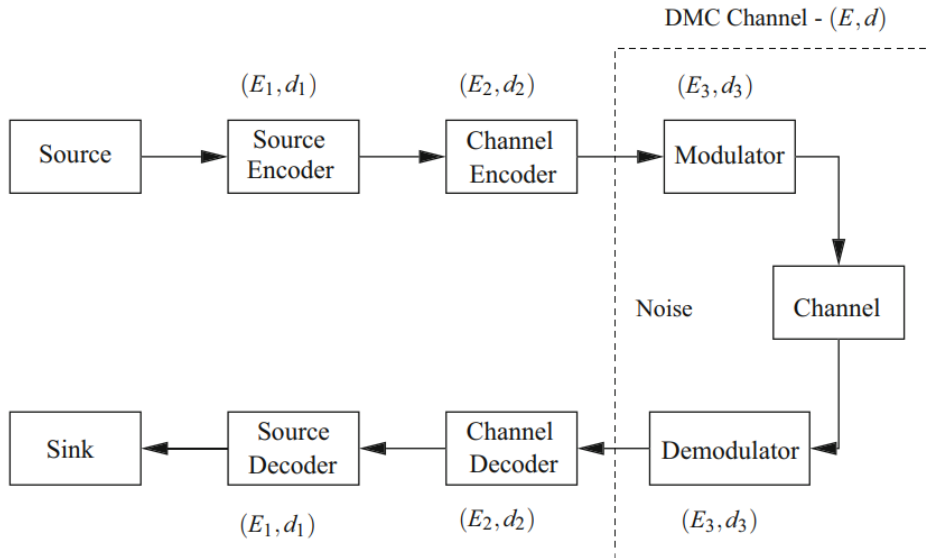 DMC Channel - (E, d)
(E₁, d₁)
(E₂, d₂)
(E₃, d₃)
Source
Source
Encoder
Channel
Encoder
Modulator
Noise
Channel
Sink
Source
Decoder
Channel
Decoder
Demodulator
(E₁, d₁)
(E₂, d₂)
(E₃, d₃)